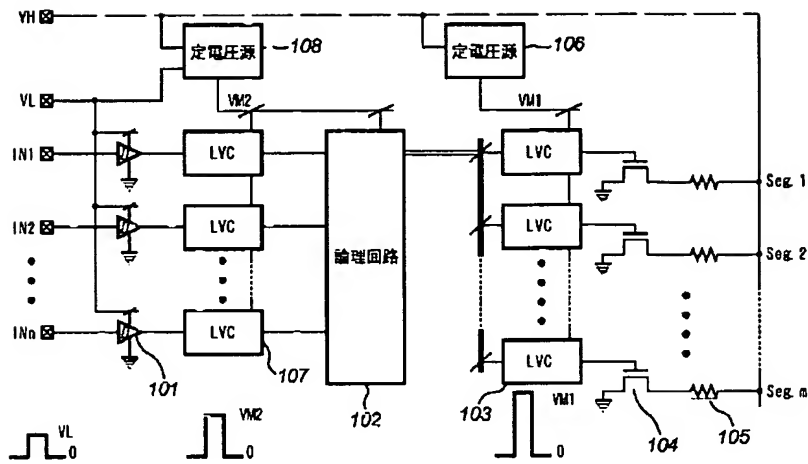 VH
定電圧源
108
定電圧源
106
VL
VM2
VM1
IN1
LVC
LVC
Seg.1
IN2
LVC
論理回路
LVC
Seg.2
INn
LVC
LVC
Seg.m
101
107
102
103
VM1
104
105
VL
0
VM2
0
0